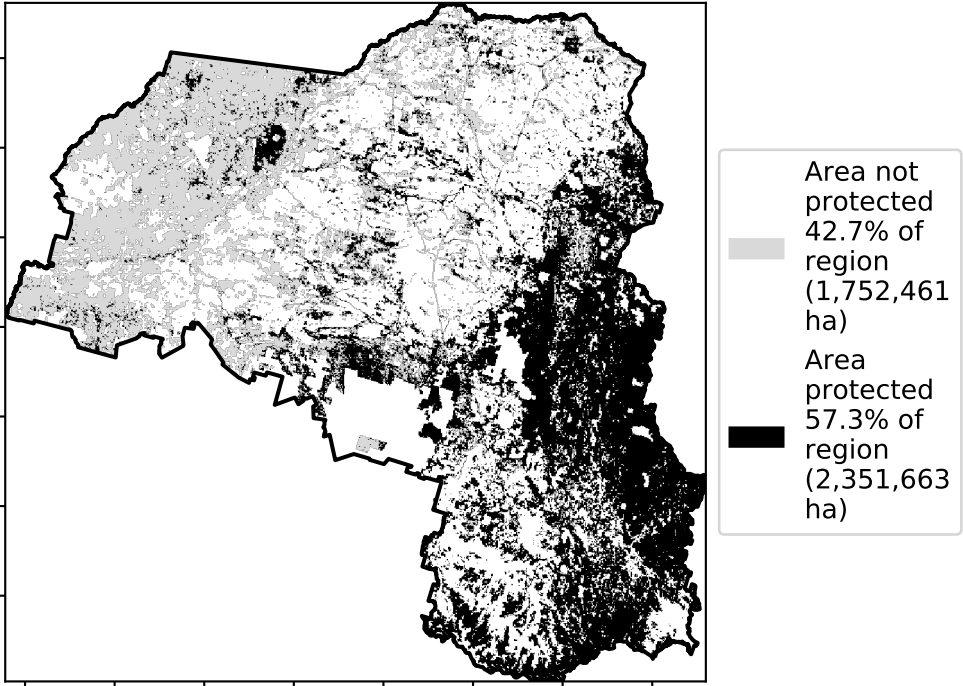 Area not
protected
42.7% of
region
(1,752,461
ha)
Area
protected
57.3% of
region
(2,351,663
ha)